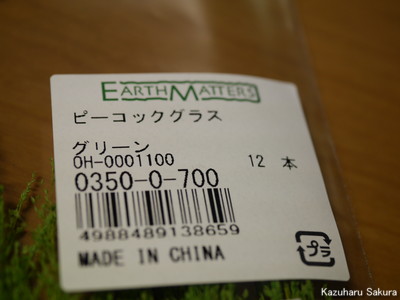 EARTH MATTERS
ピーコックグラス
グリーン
OH-0001100 12 本
0350-0-700
4988489138659
MADE IN CHINA
プラ
Kazuharu Sakura